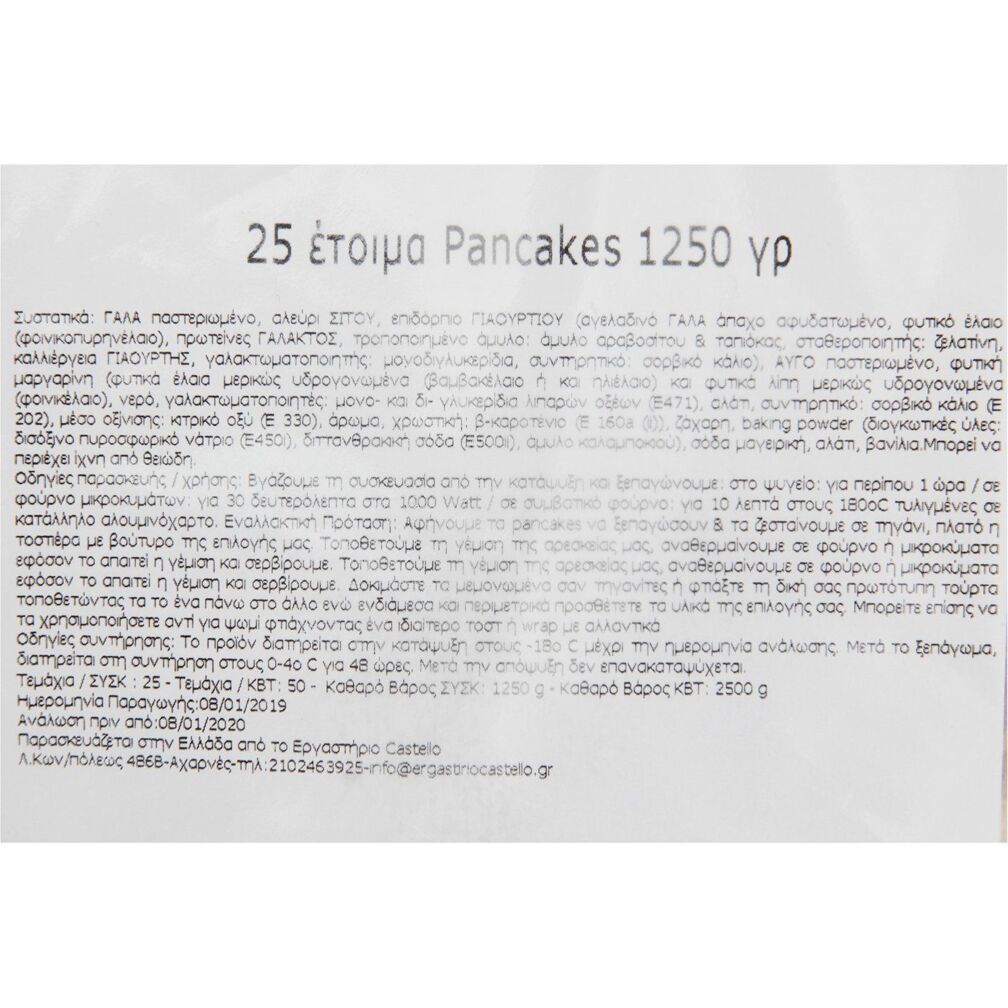 25 έτοιμα Pancakes 1250 γρ
Συστατικά: ΓΑΛΑ παστεριωμένο, αλεύρι ΣΙΤΟΥ, επιδόρπιο ΓΙΑΟΥΡΤΙΟΥ (αγελαδινό ΓΑΛΑ άπαχο αφυδατωμένο, φυτικό έλαιο
(φοινικοπυρηνέλαιο), πρωτείνες ΓΑΛΑΚΤΟΣ, τροποποιημένο άμυλο: άμυλο αραβοσίτου & ταπιόκας, σταθεροποιητής: ζελατίνη,
καλλιέργεια ΓΙΑΟΥΡΤΗΣ, γαλακτωματοποιητής: μονοδιγλυκερίδια, συντηρητικό: σορβικό κάλιο), ΑΥΓΟ παστεριωμένο, φυτική
μαργαρίνη (φυτικά έλαια μερικώς υδρογονωμένα (βαμβακέλαιο ή και ηλιέλαιο) και φυτικά λίπη μερικώς υδρογονωμένα
(φοινικέλαιο), νερό, γαλακτωματοποιητές: μονο- και δι- γλυκερίδια λιπαρών οξέων (Ε471), αλάτι, συντηρητικό: σορβικό κάλιο (Ε
202), μέσο οξίνισης: κιτρικό οξύ (Ε 330), άρωμα, χρωστική: β-καροτένιο (Ε 160a (ii)), ζάχαρη, baking powder (διογκωτικές ύλες:
δισόξινο πυροσφωρικό νάτριο (Ε450i), διττανθρακική σόδα (Ε500ii), άμυλο καλαμποκιού), σόδα μαγειρική, αλάτι, βανίλια.Μπορεί να
περιέχει ίχνη από θειώδη.
Οδηγίες παρασκευής / χρήσης: Βγάζουμε τη συσκευασία από την κατάψυξη και ξεπαγώνουμε: στο ψυγείο: για περίπου 1 ώρα / σε
φούρνο μικροκυμάτων: για 30 δευτερόλεπτα στα 1000 Watt / σε συμβατικό φούρνο: για 10 λεπτά στους 180οC τυλιγμένες σε
κατάλληλο αλουμινόχαρτο. Εναλλακτική Πρόταση: Αφήνουμε τα pancakes να ξεπαγώσουν & τα ζεσταίνουμε σε τηγάνι, πλατό ή
τοστιέρα με βούτυρο της επιλογής μας. Τοποθετούμε τη γέμιση της αρεσκείας μας, αναθερμαίνουμε σε φούρνο ή μικροκύματα
εφόσον το απαιτεί η γέμιση και σερβίρουμε. Τοποθετούμε τη γέμιση της αρεσκείας μας, αναθερμαίνουμε σε φούρνο ή μικροκύματα
εφόσον το απαιτεί η γέμιση και σερβίρουμε. Δοκιμάστε τα μεμονωμένα σαν τηγανίτες ή φτιάξτε τη δική σας πρωτότυπη τούρτα
τοποθετώντας τα το ένα πάνω στο άλλο ενώ ενδιάμεσα και περιμετρικά προσθέτετε τα υλικά της επιλογής σας. Μπορείτε επίσης να
τα χρησιμοποιήσετε αντί για ψωμί φτιάχνοντας ένα ιδιαίτερο τοστ ή wrap με αλλαντικά
Οδηγίες συντήρησης: Το προϊόν διατηρείται στην κατάψυξη στους -18ο C μέχρι την ημερομηνία ανάλωσης. Μετά το ξεπάγωμα,
διατηρείται στη συντήρηση στους 0-4ο C για 48 ώρες. Μετά την απόψυξη δεν επανακαταψύχεται.
Τεμάχια / ΣΥΣΚ : 25 - Τεμάχια / ΚΒΤ: 50 - Καθαρό Βάρος ΣΥΣΚ: 1250 g - Καθαρό Βάρος ΚΒΤ: 2500 g
Ημερομηνία Παραγωγής:08/01/2019
Ανάλωση πριν από:08/01/2020
Παρασκευάζεται στην Ελλάδα από το Εργαστήριο Castello
Λ.Κων/πόλεως 486Β-Αχαρνές-τηλ:2102463925-info@ergastiriocastello.gr